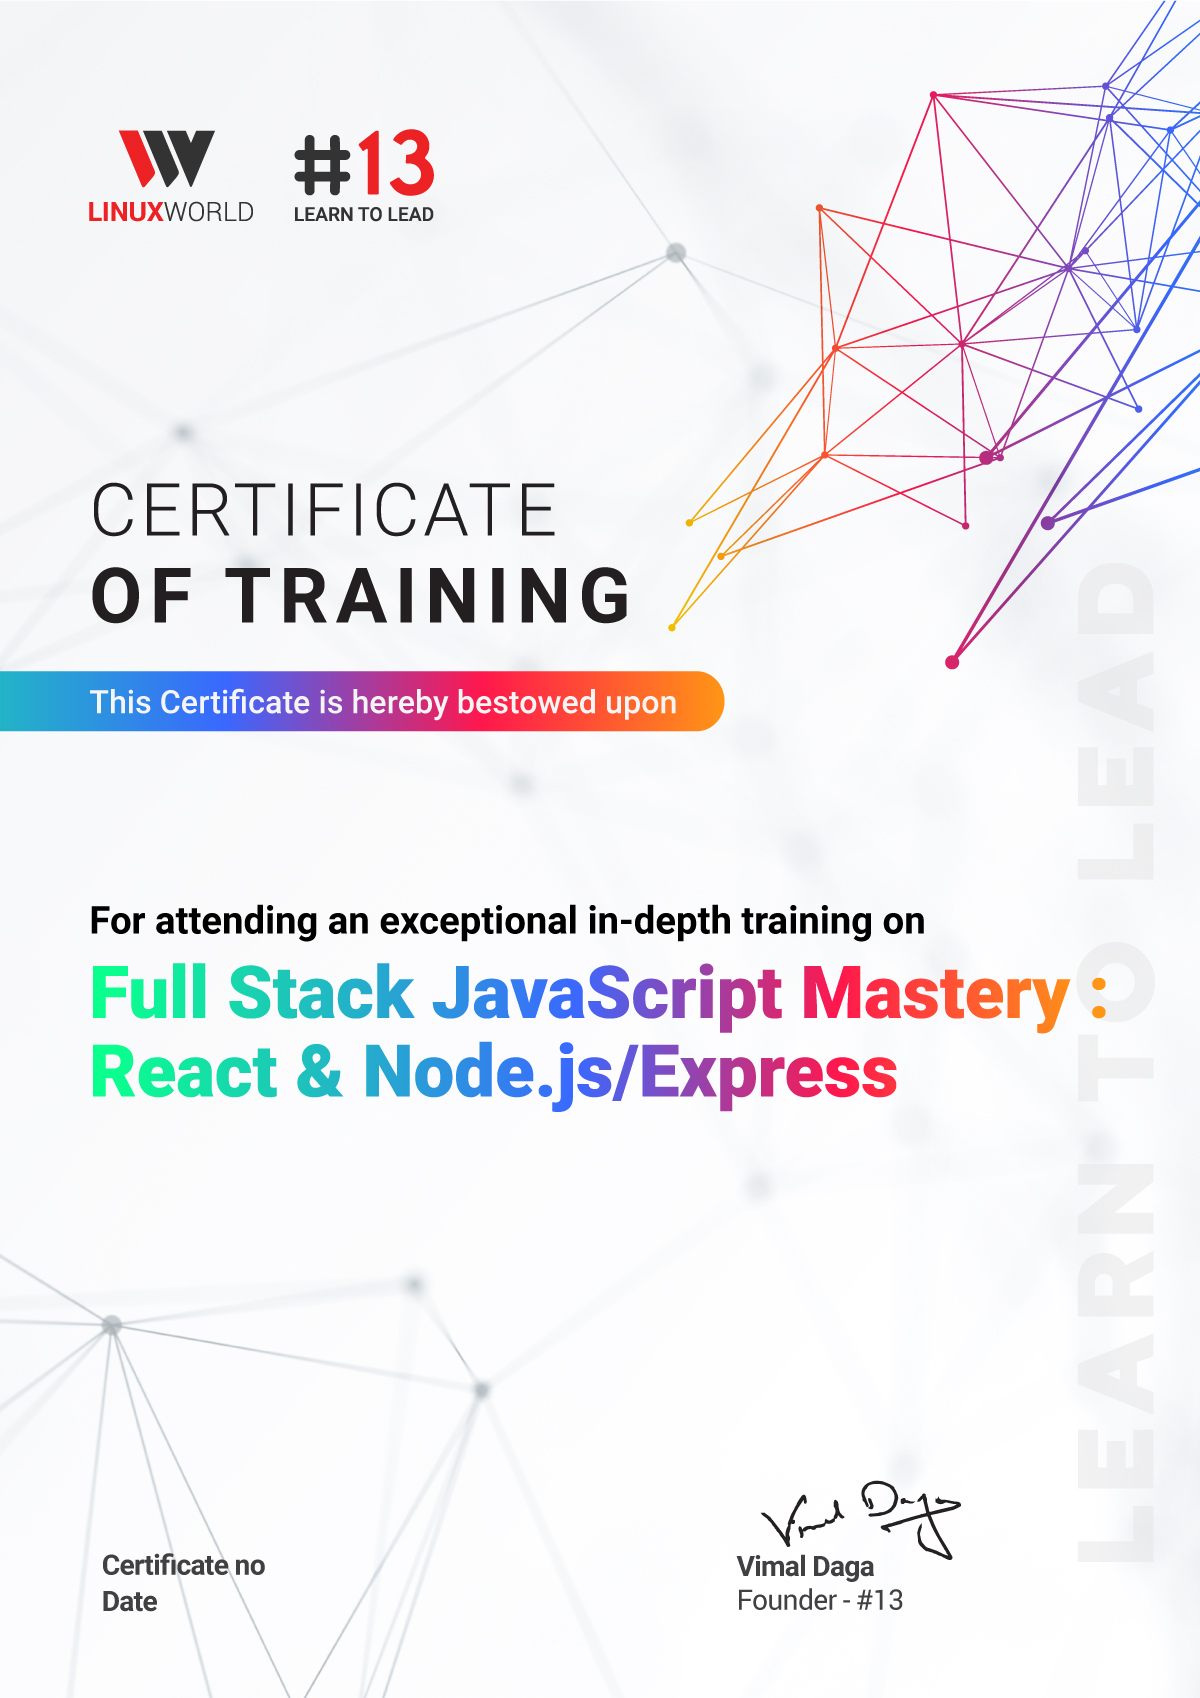 LINUXWORLD
#13
LEARN TO LEAD
CERTIFICATE
OF TRAINING
This Certificate is hereby bestowed upon
For attending an exceptional in-depth training on
Full Stack JavaScript Mastery :
React & Node.js/Express
LEARN TO LEAD
Vimal Daga
Certificate no
Date
Vimal Daga
Founder - #13